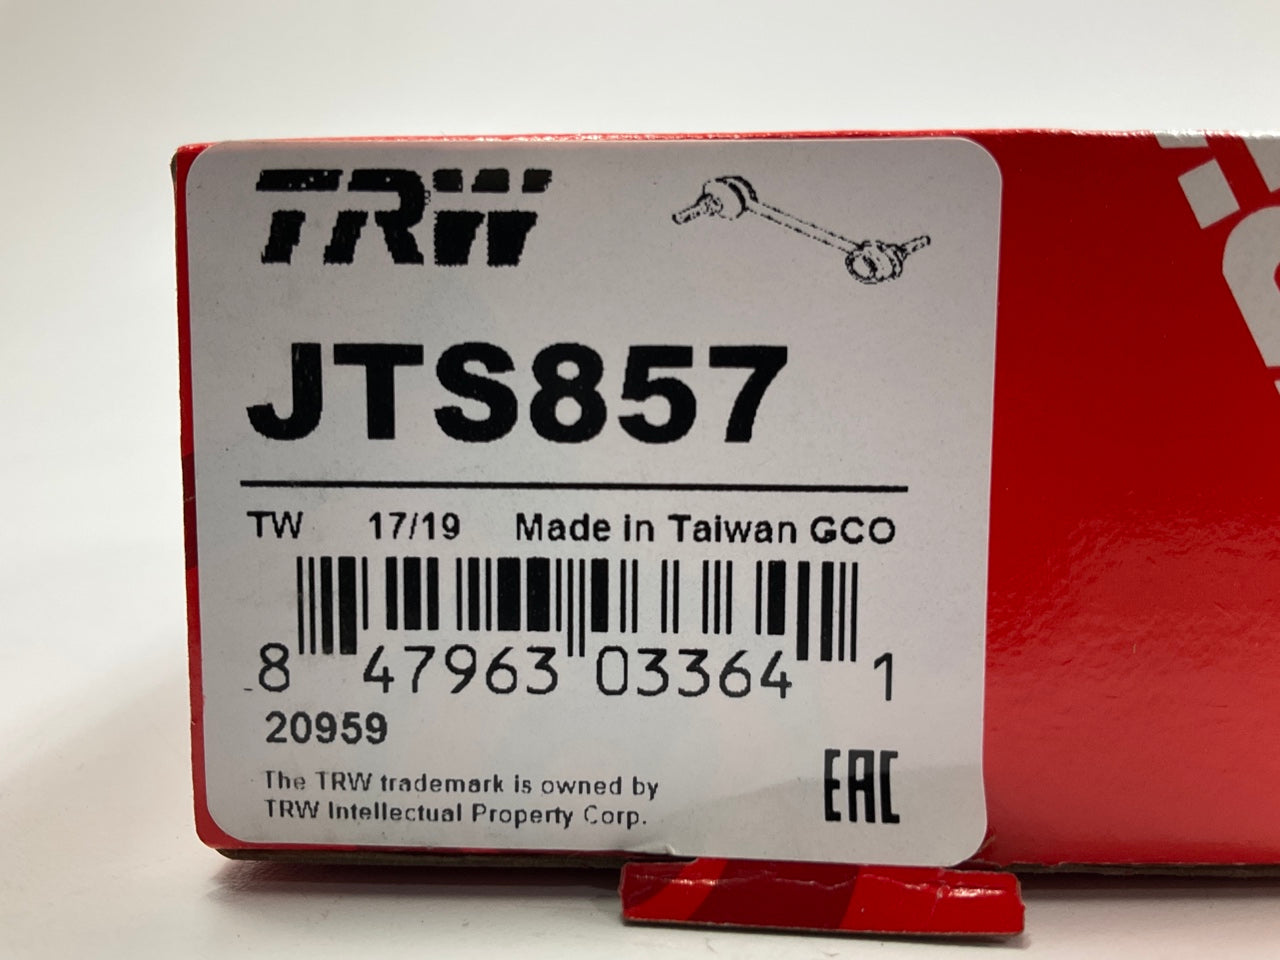 TRW
JTS857
TW 17/19 Made in Taiwan GCO
8 47963 03364 1
20959
The TRW trademark is owned by
TRW Intellectual Property Corp.
EAC